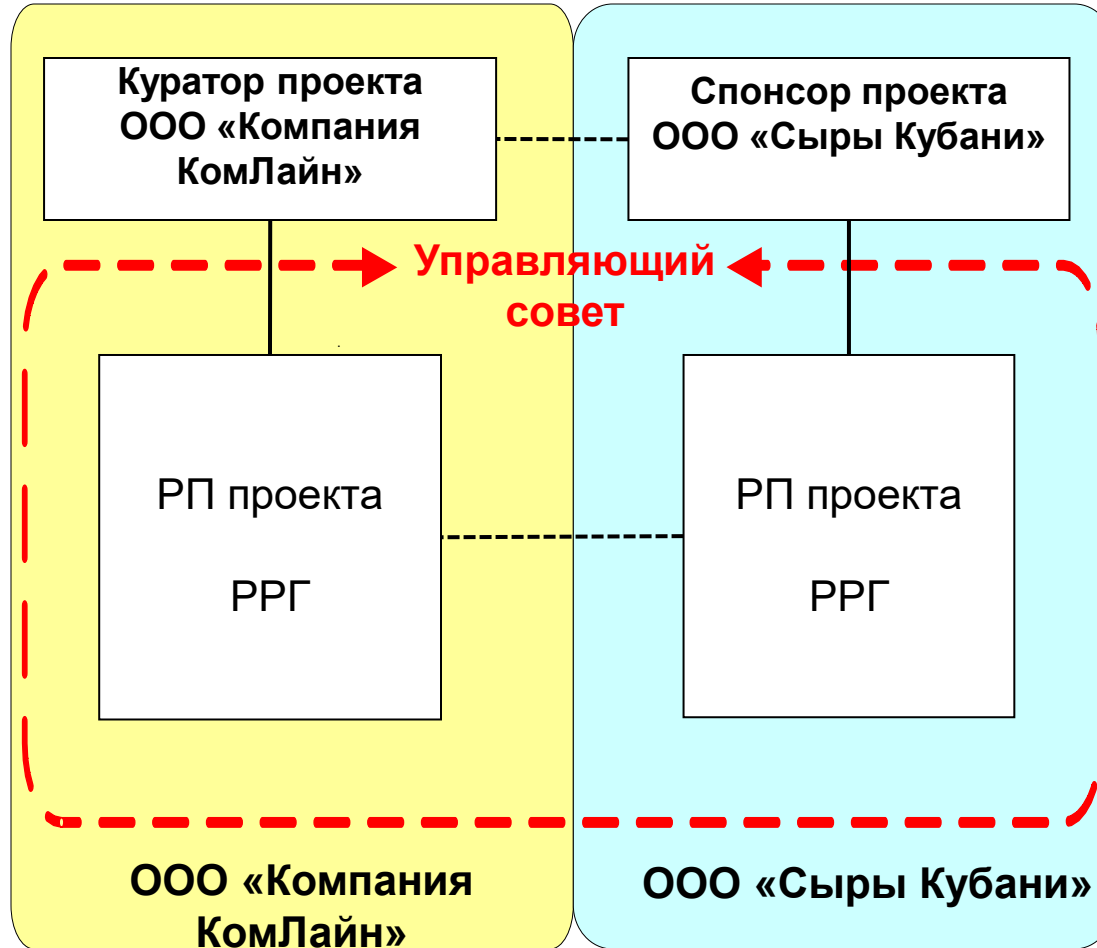 Куратор проекта
ООО «Компания
КомЛайн»
Спонсор проекта
ООО «Сыры Кубани»
Управляющий
совет
РП проекта
РРГ
РП проекта
РРГ
ООО «Компания
КомЛайн»
ООО «Сыры Кубани»